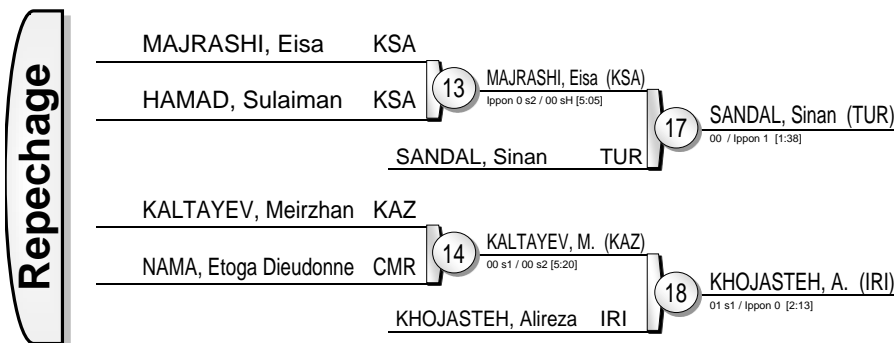 Repechage
MAJRASHI, Eisa KSA
HAMAD, Sulaiman KSA
13
MAJRASHI, Eisa (KSA)
Ippon 0 s2 / 00 sH [5:05]
SANDAL, Sinan TUR
17
SANDAL, Sinan (TUR)
00 / Ippon 1 [1:38]
KALTAYEV, Meirzhan KAZ
NAMA, Etoga Dieudonne CMR
14
KALTAYEV, M. (KAZ)
00 s1 / 00 s2 [5:20]
KHOJASTEH, Alireza IRI
18
KHOJASTEH, A. (IRI)
01 s1 / Ippon 0 [2:13]